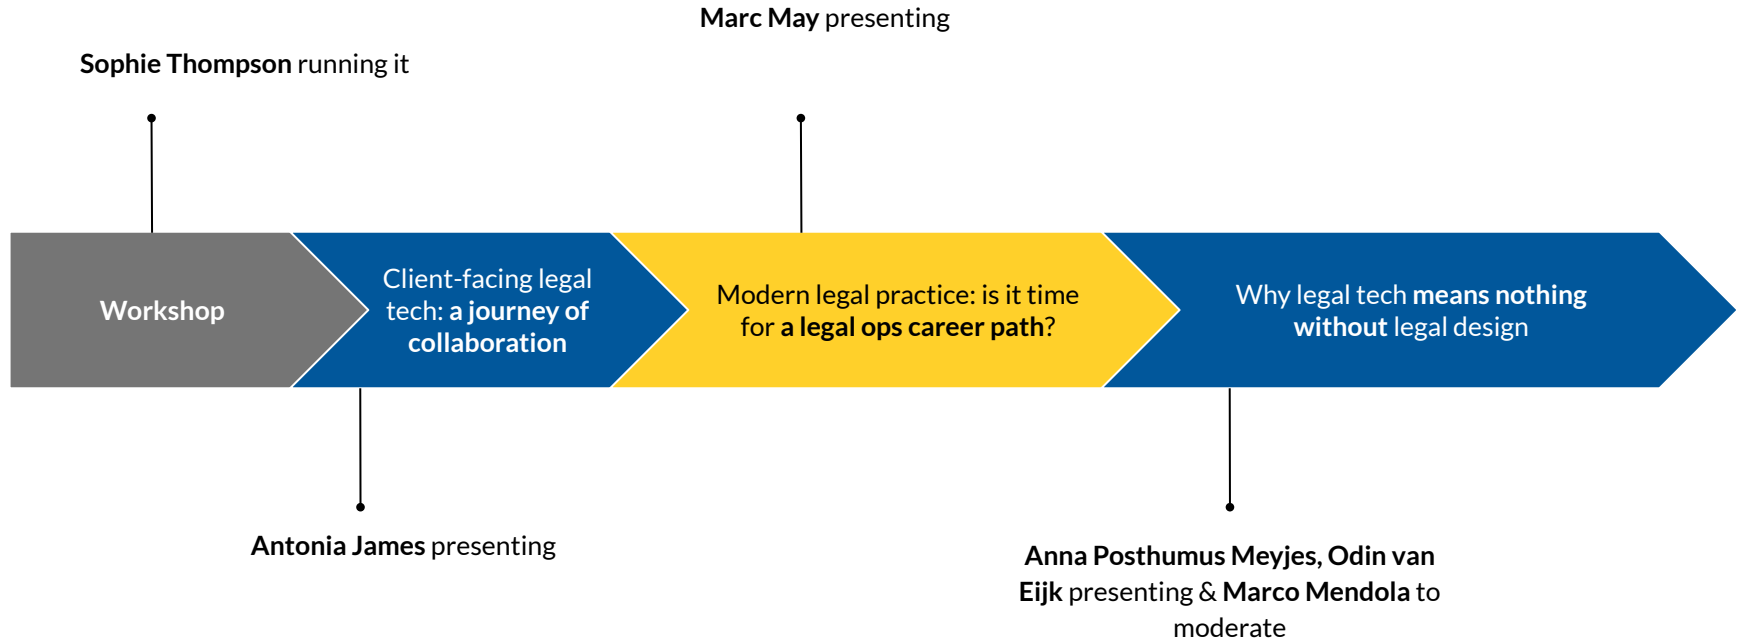 Marc May presenting
Sophie Thompson running it
Workshop
Client-facing legal
tech: a journey of
collaboration
Modern legal practice: is it time
for a legal ops career path?
Why legal tech means nothing
without legal design
Antonia James presenting
Anna Posthumus Meyjes, Odin van
Eijk presenting & Marco Mendola to
moderate